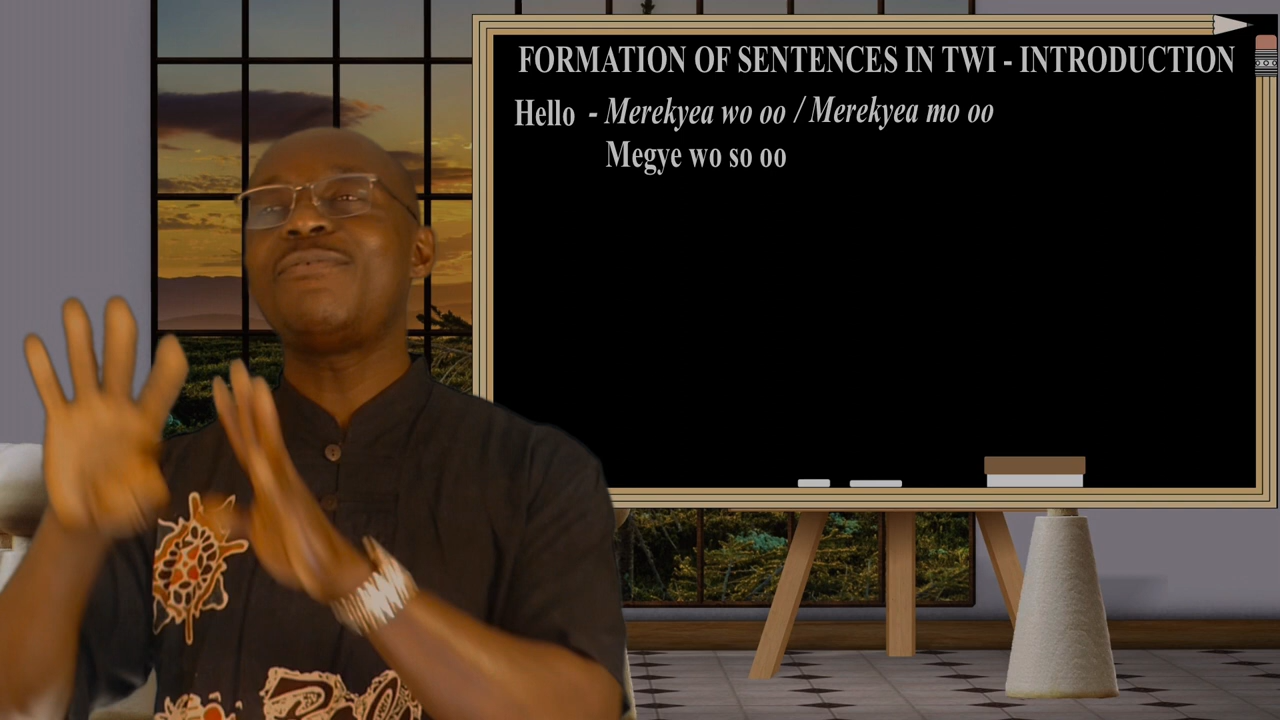 FORMATION OF SENTENCES IN TWI - INTRODUCTION
Hello - Merekyea wo oo / Merekyea mo oo
Megye wo so oo